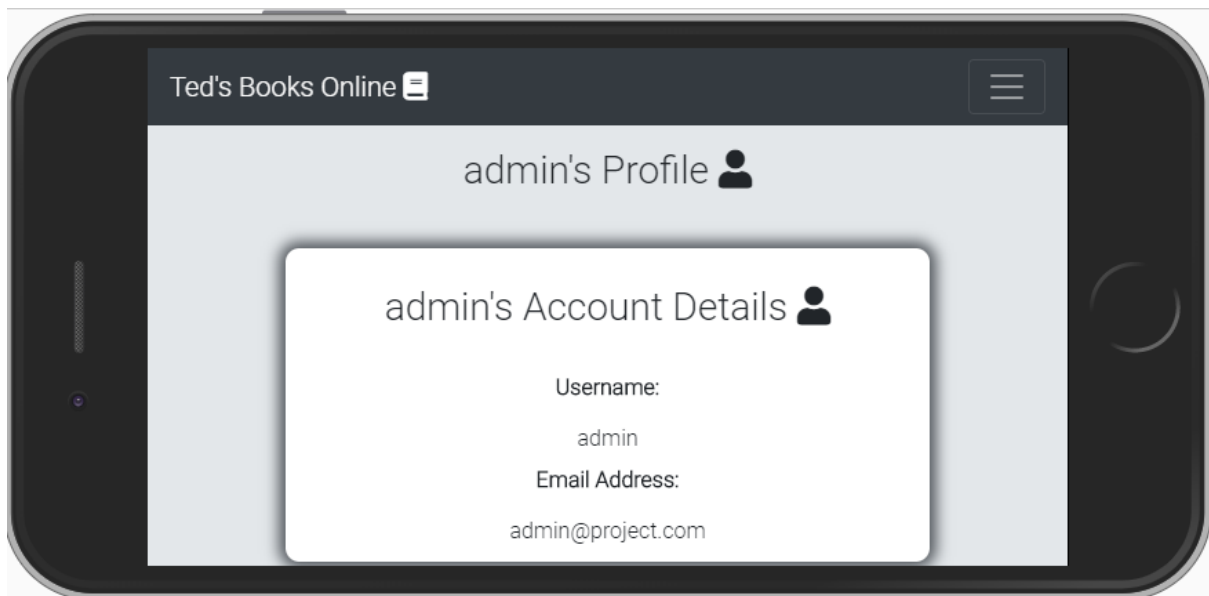 Ted's Books Online
admin's Profile
admin's Account Details
Username:
admin
Email Address:
admin@project.com